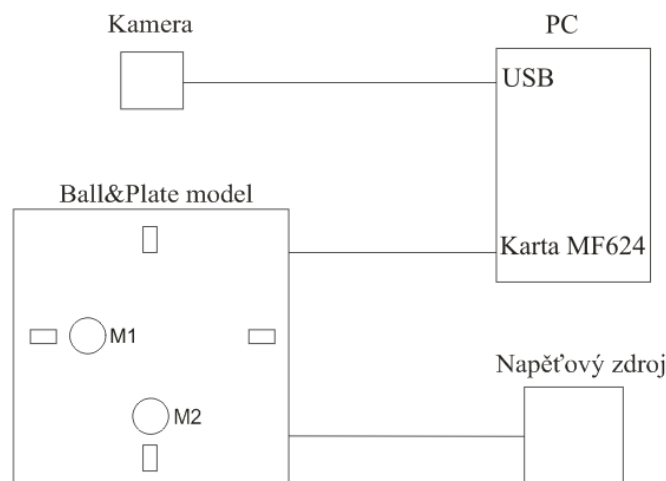 Kamera
PC
USB
Ball&Plate model
Karta MF624
M1
Napěťový zdroj
M2